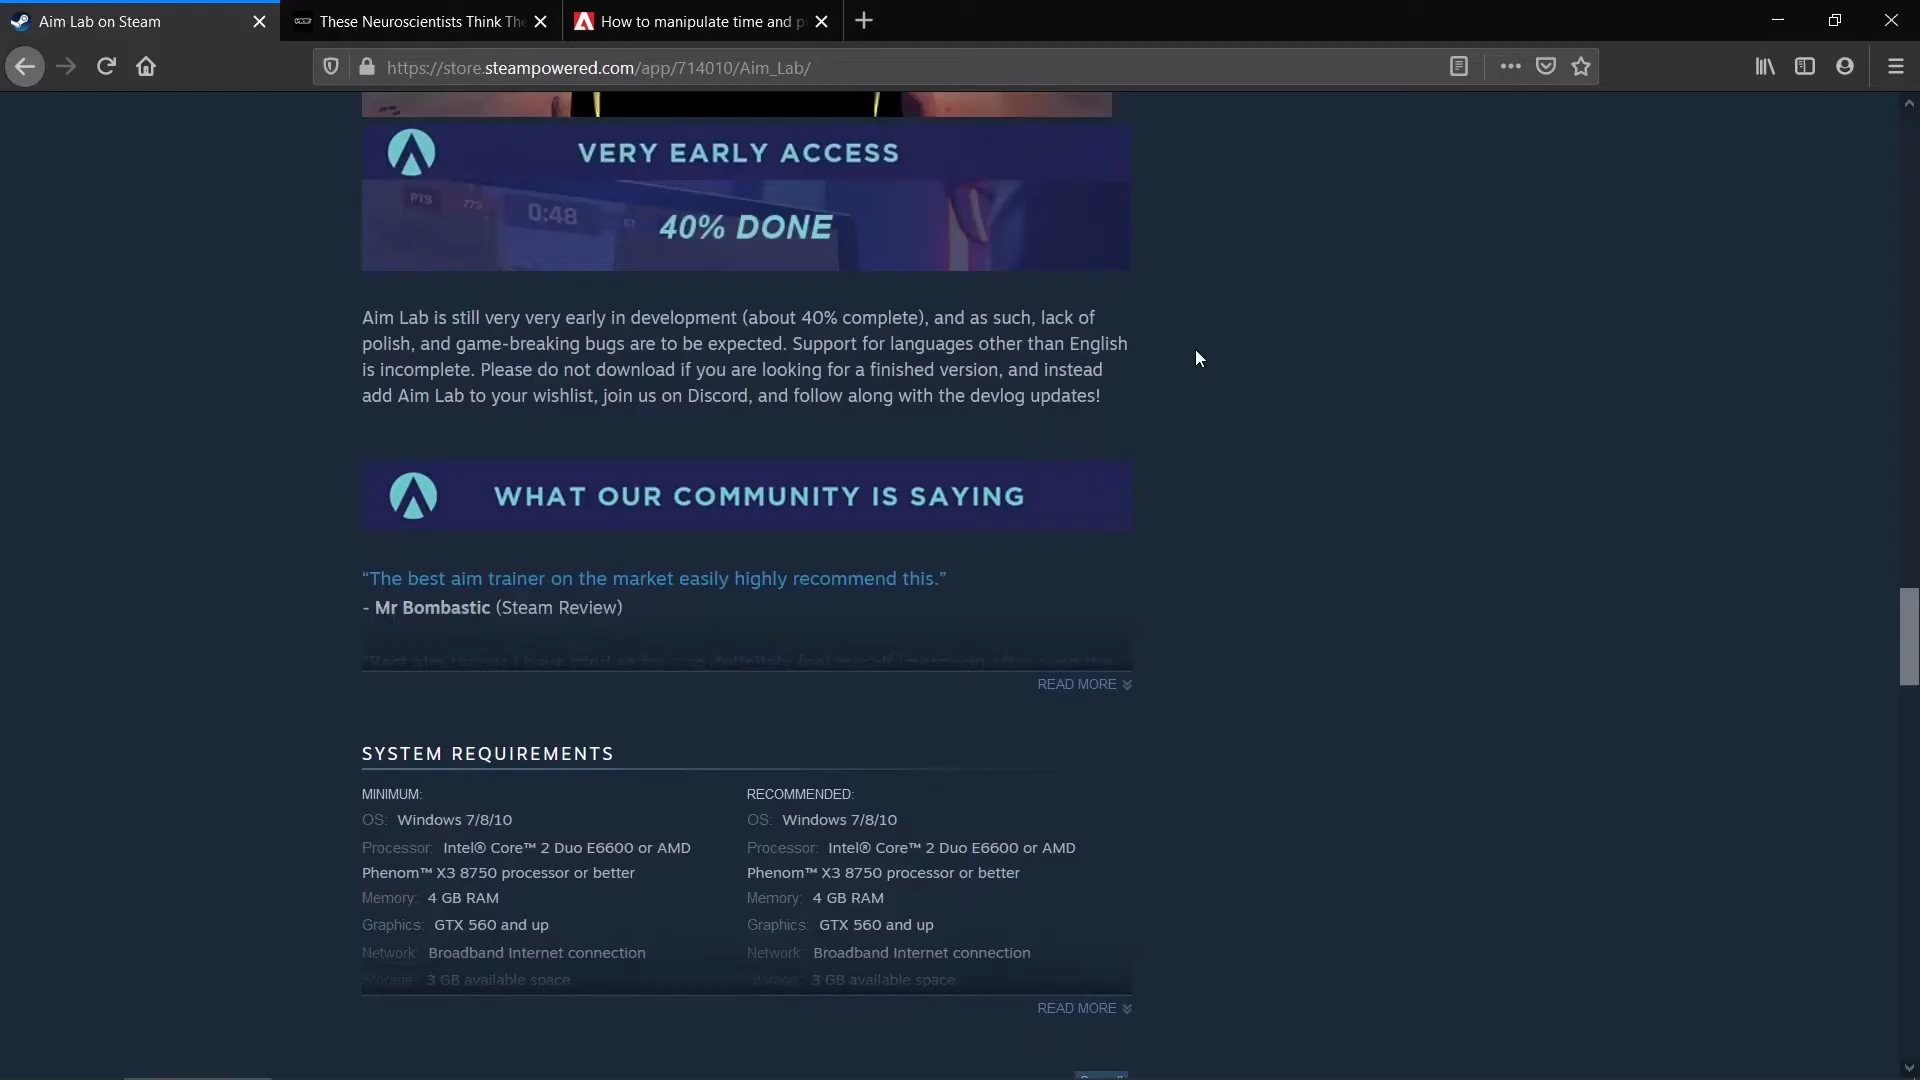 Aim Lab on Steam
These Neuroscientists Think The
How to manipulate time and p
https://store.steampowered.com/app/714010/Aim_Lab/
VERY EARLY ACCESS
PTS 773 0:48
40% DONE
Aim Lab is still very very early in development (about 40% complete), and as such, lack of
polish, and game-breaking bugs are to be expected. Support for languages other than English
is incomplete. Please do not download if you are looking for a finished version, and instead
add Aim Lab to your wishlist, join us on Discord, and follow along with the devlog updates!
WHAT OUR COMMUNITY IS SAYING
“The best aim trainer on the market easily highly recommend this.”
- Mr Bombastic (Steam Review)
READ MORE
SYSTEM REQUIREMENTS
MINIMUM:
OS: Windows 7/8/10
Processor: Intel® Core™ 2 Duo E6600 or AMD
Phenom™ X3 8750 processor or better
Memory: 4 GB RAM
Graphics: GTX 560 and up
Network: Broadband Internet connection
Storage: 3 GB available space
RECOMMENDED:
OS: Windows 7/8/10
Processor: Intel® Core™ 2 Duo E6600 or AMD
Phenom™ X3 8750 processor or better
Memory: 4 GB RAM
Graphics: GTX 560 and up
Network: Broadband Internet connection
Storage: 3 GB available space
READ MORE